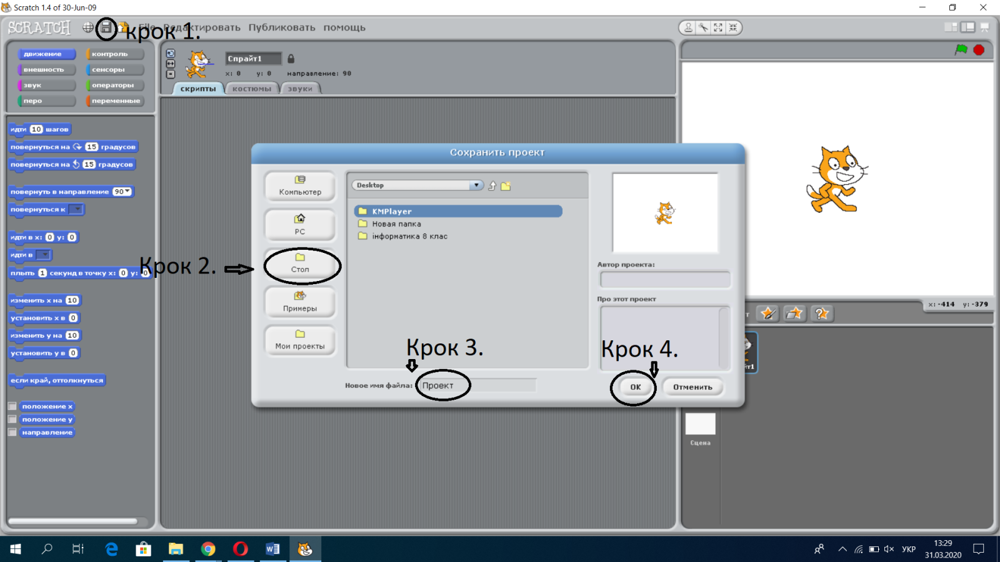 Scratch 1.4 of 30-Jun-09
SCRATCH File Редактировать Публиковать помощь
крок 1.
движение контроль
внешность сенсоры
звук операторы
перо переменные
Спрайт1
x: 0 y: 0 направление: 90
скрипты костюмы звуки
идти 10 шагов
повернуться на 15 градусов
повернуться на 15 градусов
повернуть в направление 90
повернуться к
идти в x: 0 y: 0
идти в
плыть 1 секунд в точку x: 0 y: 0
изменить x на 10
установить x в 0
изменить y на 10
установить y в 0
если край, оттолкнуться
положение x
положение y
направление
Сохранить проект
Компьютер
PC
Стол
Примеры
Мои проекты
Крок 2.
Desktop
KMPlayer
Новая папка
інформатика 8 клас
Автор проекта:
Про этот проект
Крок 3.
Крок 4.
Новое имя файла: Проект
OK Отменить
x: -414 y: -379
Сцена
УКР
13:29
31.03.2020